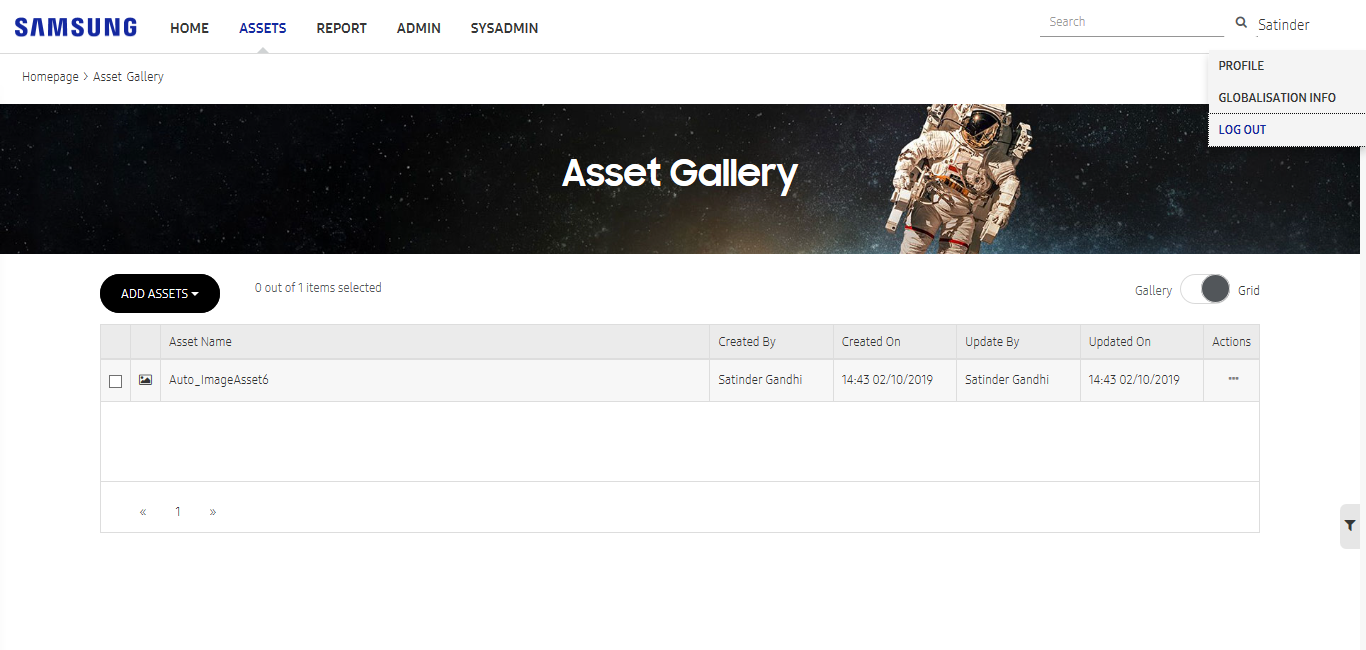 SAMSUNG HOME ASSETS REPORT ADMIN SYSADMIN Search Satinder
PROFILE
Homepage > Asset Gallery
GLOBALISATION INFO
LOG OUT
Asset Gallery
ADD ASSETS 0 out of 1 items selected Gallery Grid
Asset Name Created By Created On Update By Updated On Actions
Auto_ImageAsset6 Satinder Gandhi 14:43 02/10/2019 Satinder Gandhi 14:43 02/10/2019 ...
« 1 »